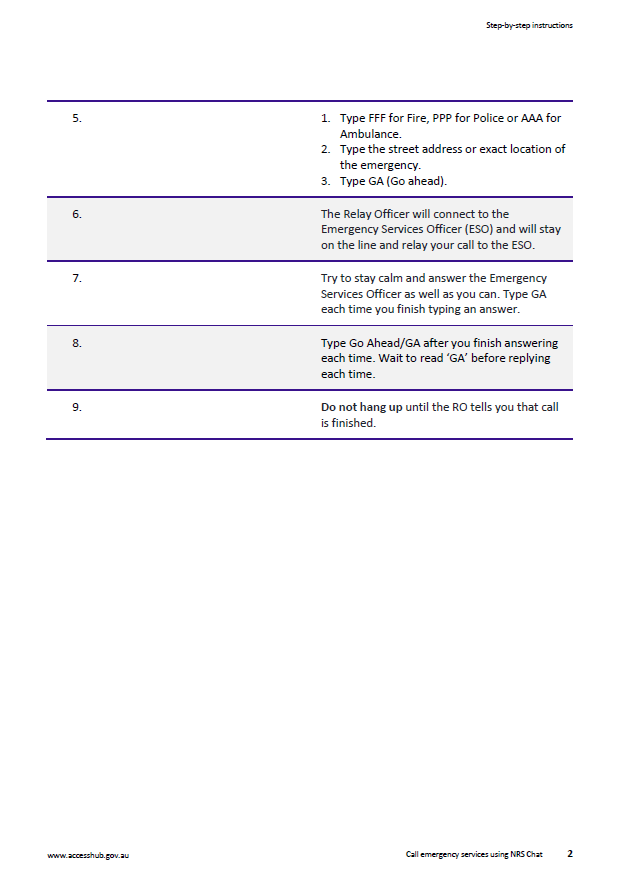 Step-by-step instructions
5.
1. Type FFF for Fire, PPP for Police or AAA for
Ambulance.
2. Type the street address or exact location of
the emergency.
3. Type GA (Go ahead).
6.
The Relay Officer will connect to the
Emergency Services Officer (ESO) and will stay
on the line and relay your call to the ESO.
7.
Try to stay calm and answer the Emergency
Services Officer as well as you can. Type GA
each time you finish typing an answer.
8.
Type Go Ahead/GA after you finish answering
each time. Wait to read ‘GA’ before replying
each time.
9.
Do not hang up until the RO tells you that call
is finished.
www.accesshub.gov.au
Call emergency services using NRS Chat 2